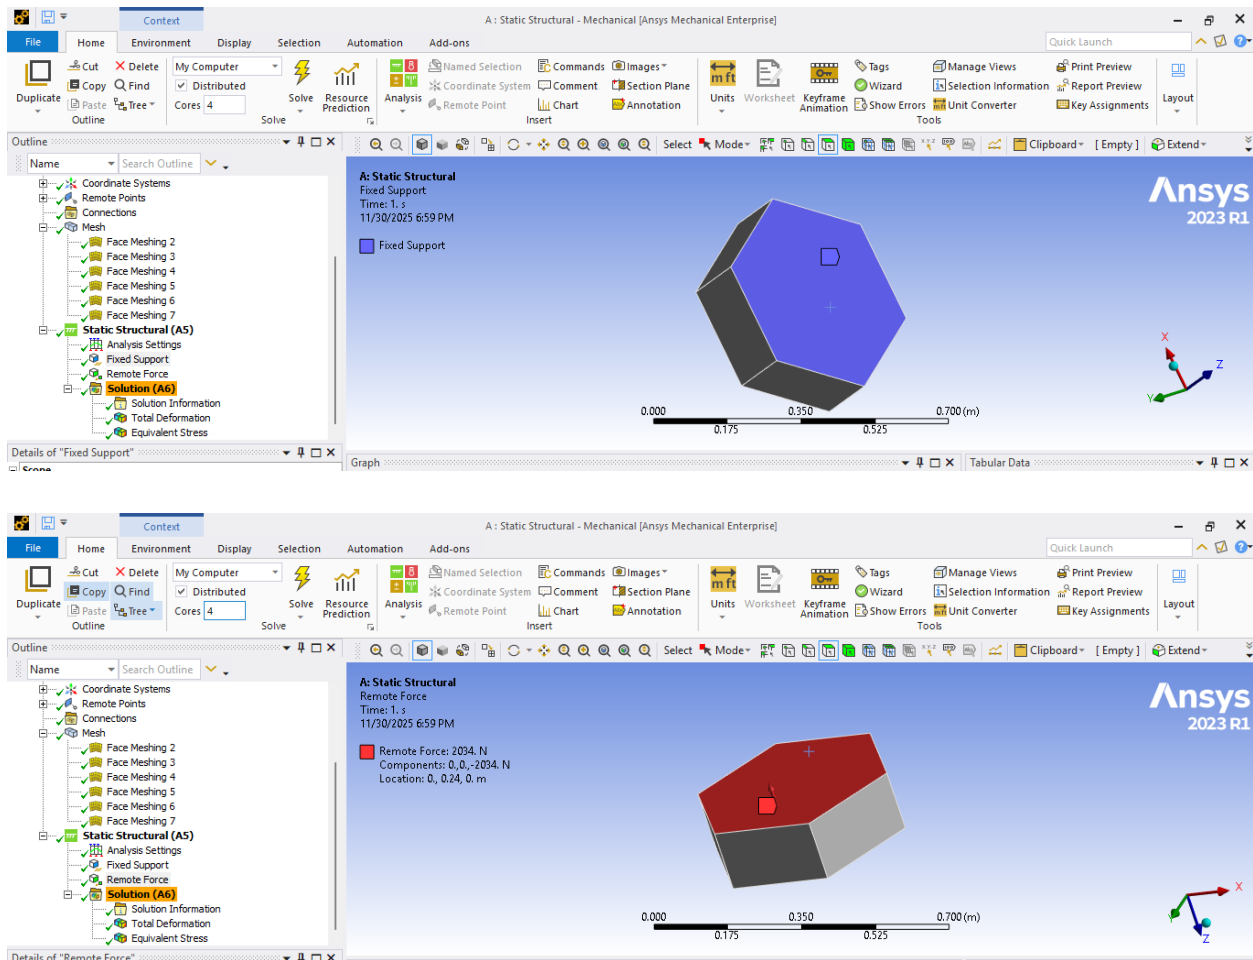 Context
A : Static Structural - Mechanical [Ansys Mechanical Enterprise]
File Home Environment Display Selection Automation Add-ons Quick Launch
Duplicate
Cut Delete
Copy Find
Paste Tree
Outline
My Computer
Distributed
Cores 4
Solve
Resource Prediction
Solve
Analysis
Named Selection Commands Images
Coordinate System Comment Section Plane
Remote Point Chart Annotation
Insert
Units Worksheet Keyframe Animation
Tags Manage Views Print Preview
Wizard Selection Information Report Preview
Show Errors Unit Converter Key Assignments
Tools
Layout
Outline
Name Search Outline
Select Mode Clipboard [ Empty ] Extend
Coordinate Systems
Remote Points
Connections
Mesh
Face Meshing 2
Face Meshing 3
Face Meshing 4
Face Meshing 5
Face Meshing 6
Face Meshing 7
Static Structural (A5)
Analysis Settings
Fixed Support
Remote Force
Solution (A6)
Solution Information
Total Deformation
Equivalent Stress
Details of "Fixed Support"
Scope
A: Static Structural
Fixed Support
Time: 1. s
11/30/2025 6:59 PM
Fixed Support
Ansys
2023 R1
X
Y
Z
0.000 0.350 0.700 (m)
0.175 0.525
Graph
Tabular Data
Context
A : Static Structural - Mechanical [Ansys Mechanical Enterprise]
File Home Environment Display Selection Automation Add-ons Quick Launch
Duplicate
Cut Delete
Copy Find
Paste Tree
Outline
My Computer
Distributed
Cores 4
Solve
Resource Prediction
Solve
Analysis
Named Selection Commands Images
Coordinate System Comment Section Plane
Remote Point Chart Annotation
Insert
Units Worksheet Keyframe Animation
Tags Manage Views Print Preview
Wizard Selection Information Report Preview
Show Errors Unit Converter Key Assignments
Tools
Layout
Outline
Name Search Outline
Select Mode Clipboard [ Empty ] Extend
Coordinate Systems
Remote Points
Connections
Mesh
Face Meshing 2
Face Meshing 3
Face Meshing 4
Face Meshing 5
Face Meshing 6
Face Meshing 7
Static Structural (A5)
Analysis Settings
Fixed Support
Remote Force
Solution (A6)
Solution Information
Total Deformation
Equivalent Stress
Details of "Remote Force"
A: Static Structural
Remote Force
Time: 1. s
11/30/2025 6:59 PM
Remote Force: 2034. N
Components: 0.,0.,-2034. N
Location: 0., 0.24, 0. m
Ansys
2023 R1
X
Y
Z
0.000 0.350 0.700 (m)
0.175 0.525